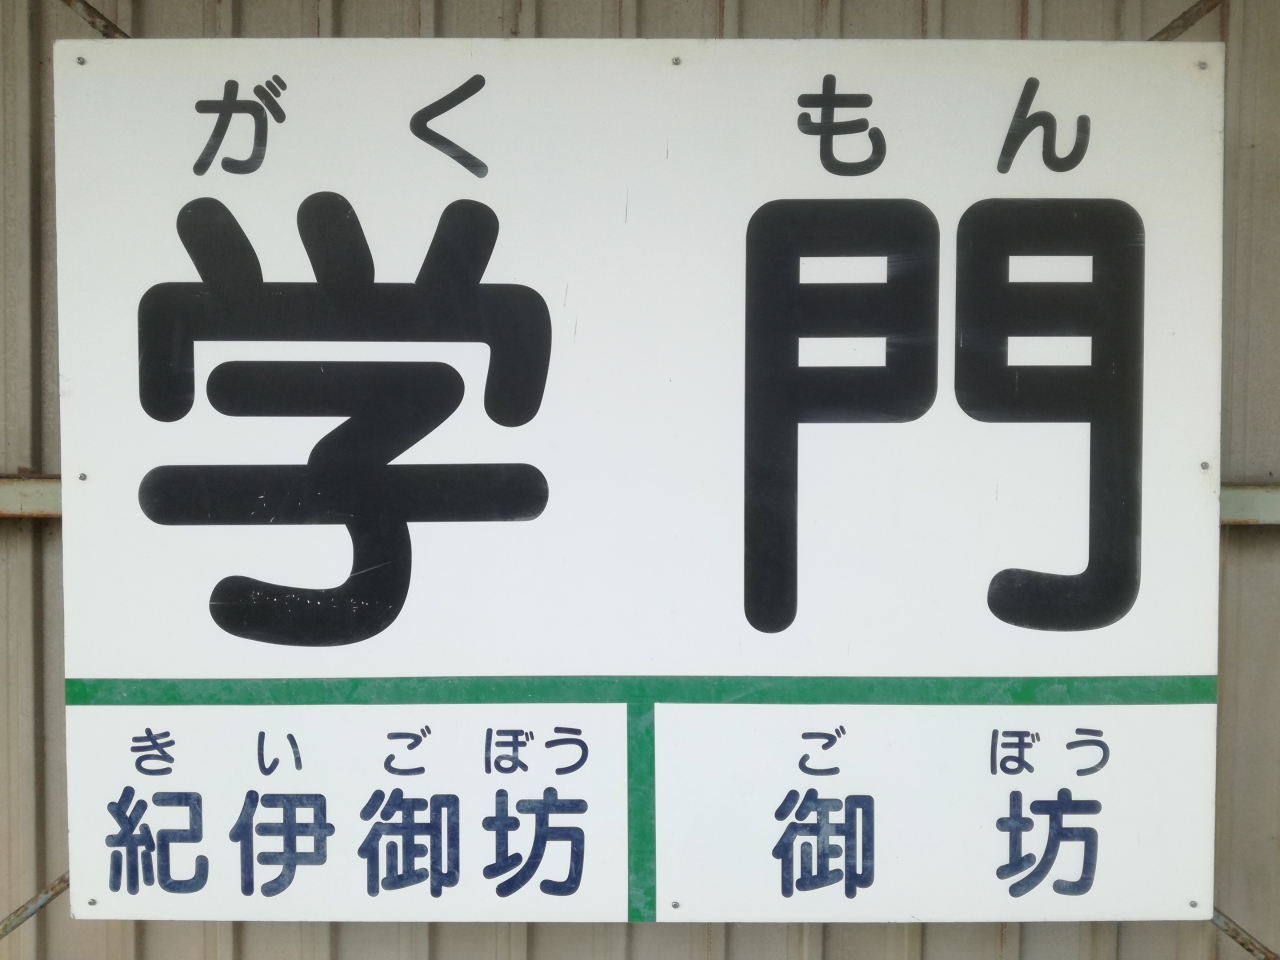 がく もん
学門
きいごぼう ごぼう
紀伊御坊 御坊